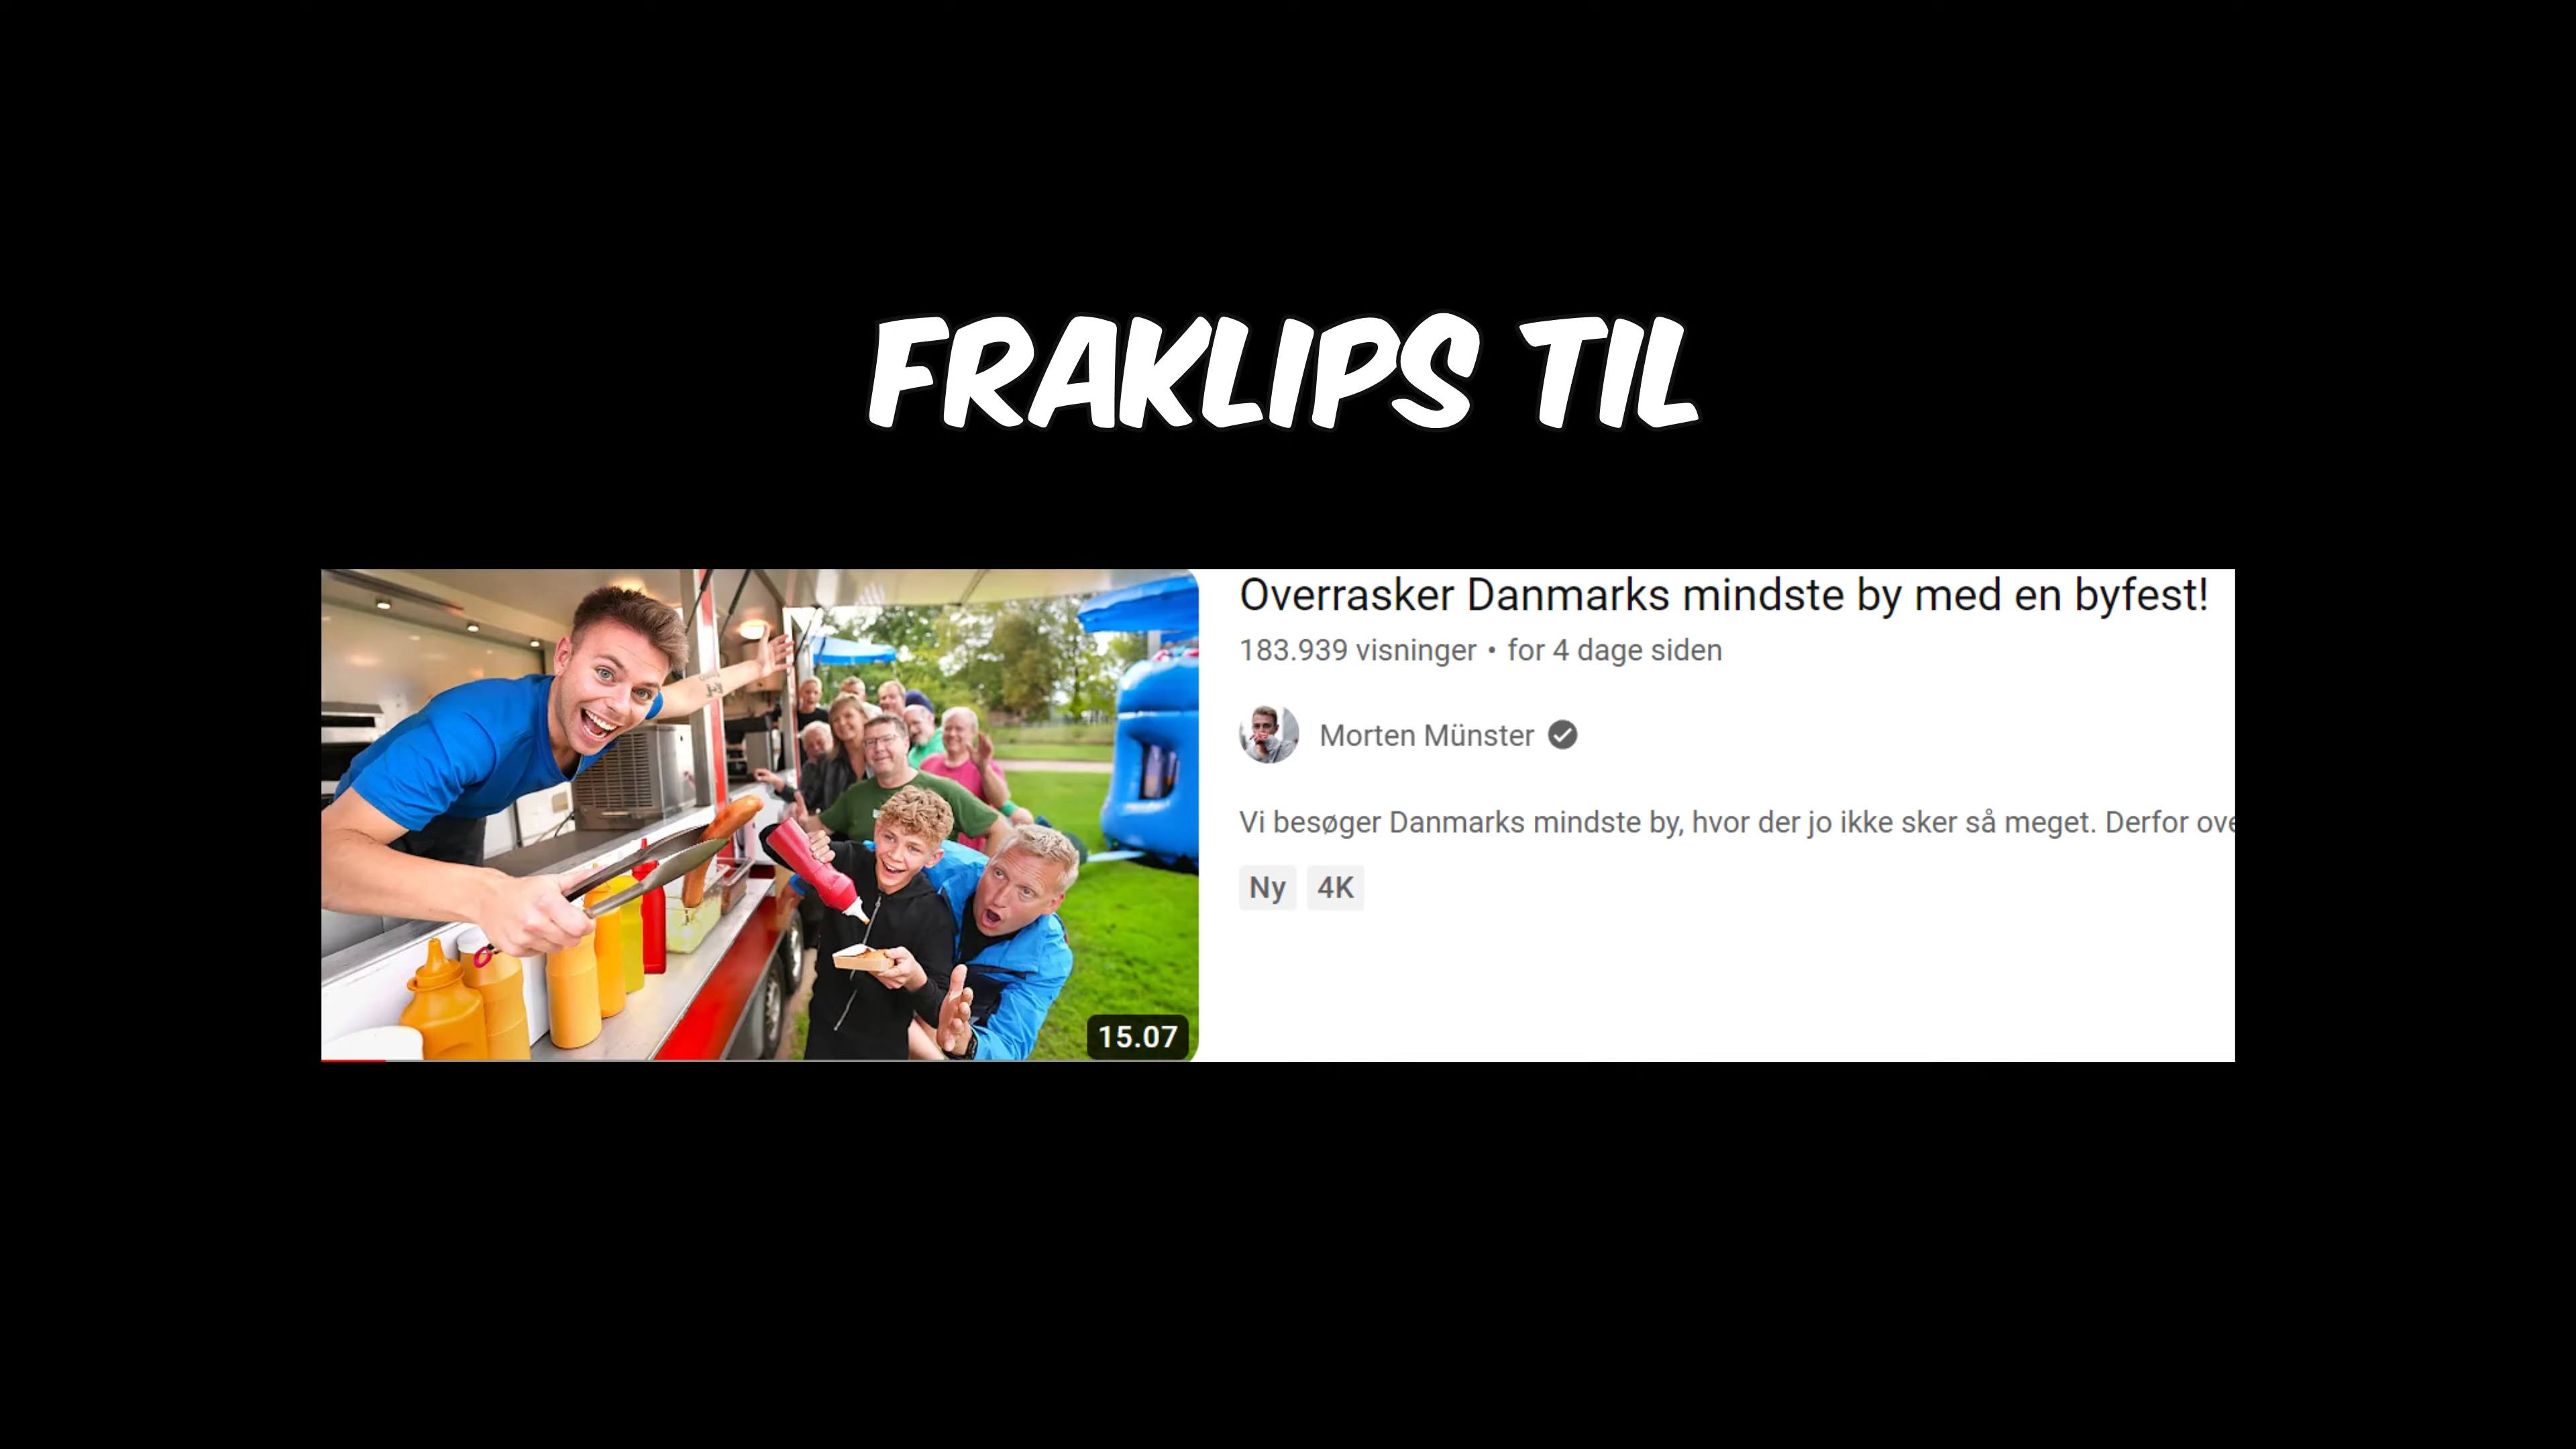 FRAKLIPS TIL
Overrasker Danmarks mindste by med en byfest!
183.939 visninger • for 4 dage siden
Morten Münster
Vi besøger Danmarks mindste by, hvor der jo ikke sker så meget. Derfor ove
Ny 4K
15.07